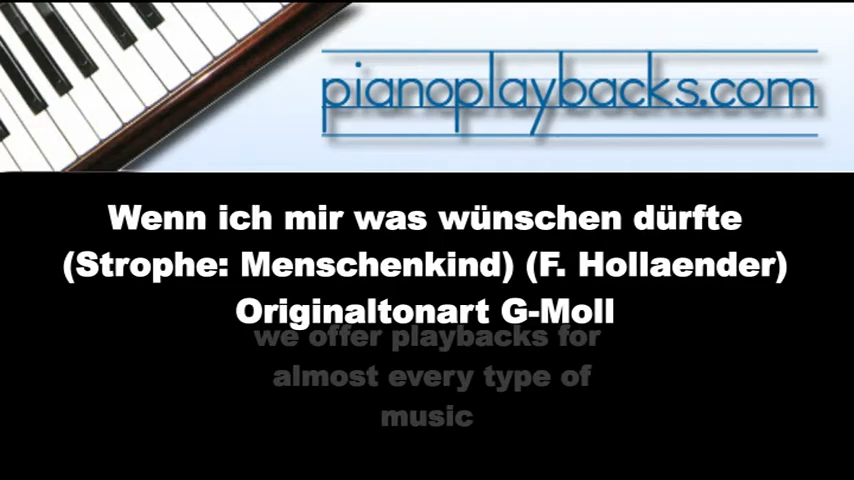 pianoplaybacks.com
Wenn ich mir was wünschen dürfte
(Strophe: Menschenkind) (F. Hollaender)
Originaltonart G-Moll
we offer playbacks for
almost every type of
music